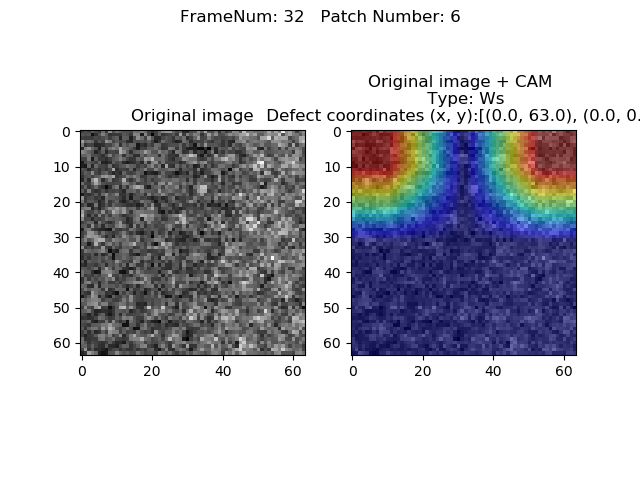 FrameNum: 32   Patch Number: 6
Original image + CAM
Type: Ws
Original image
Defect coordinates (x, y):[(0.0, 63.0), (0.0, 0.
0
10
20
30
40
50
60
0 20 40 60
0
10
20
30
40
50
60
0 20 40 60